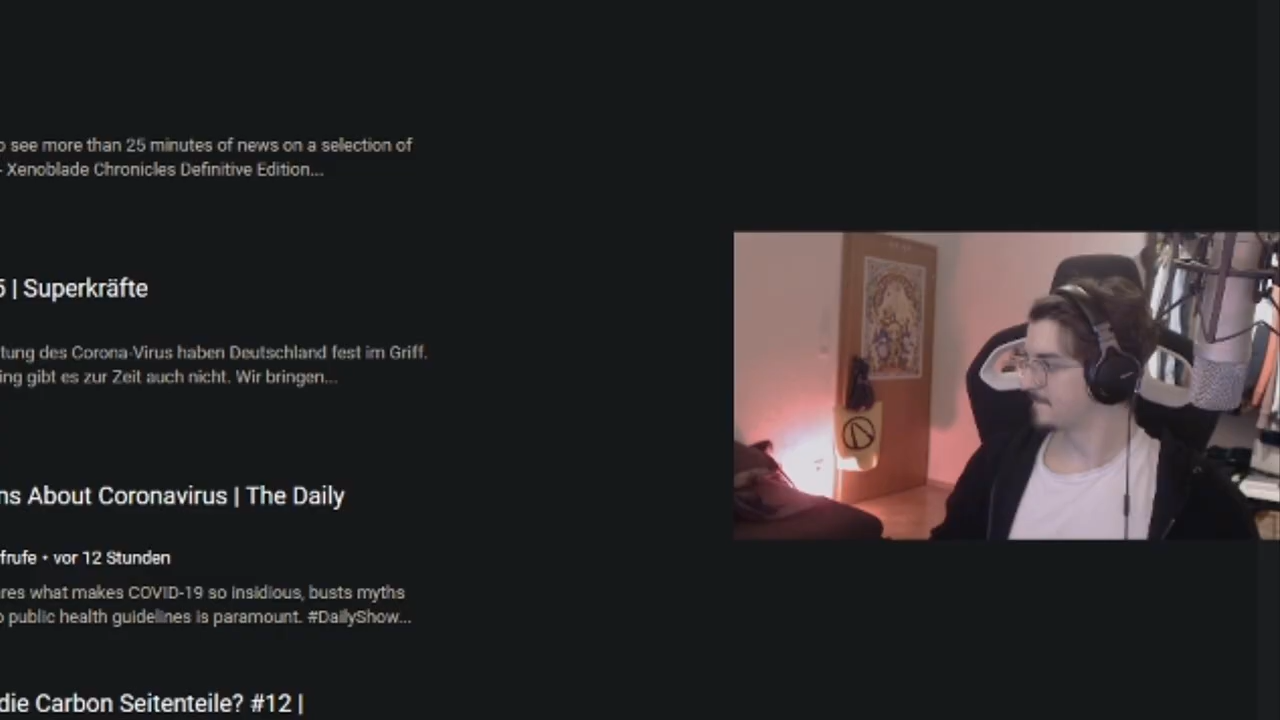 o see more than 25 minutes of news on a selection of
- Xenoblade Chronicles Definitive Edition...
5 | Superkräfte
tung des Corona-Virus haben Deutschland fest im Griff.
ing gibt es zur Zeit auch nicht. Wir bringen...
ns About Coronavirus | The Daily
frufe • vor 12 Stunden
res what makes COVID-19 so insidious, busts myths
o public health guidelines is paramount. #DailyShow...
die Carbon Seitenteile? #12 |